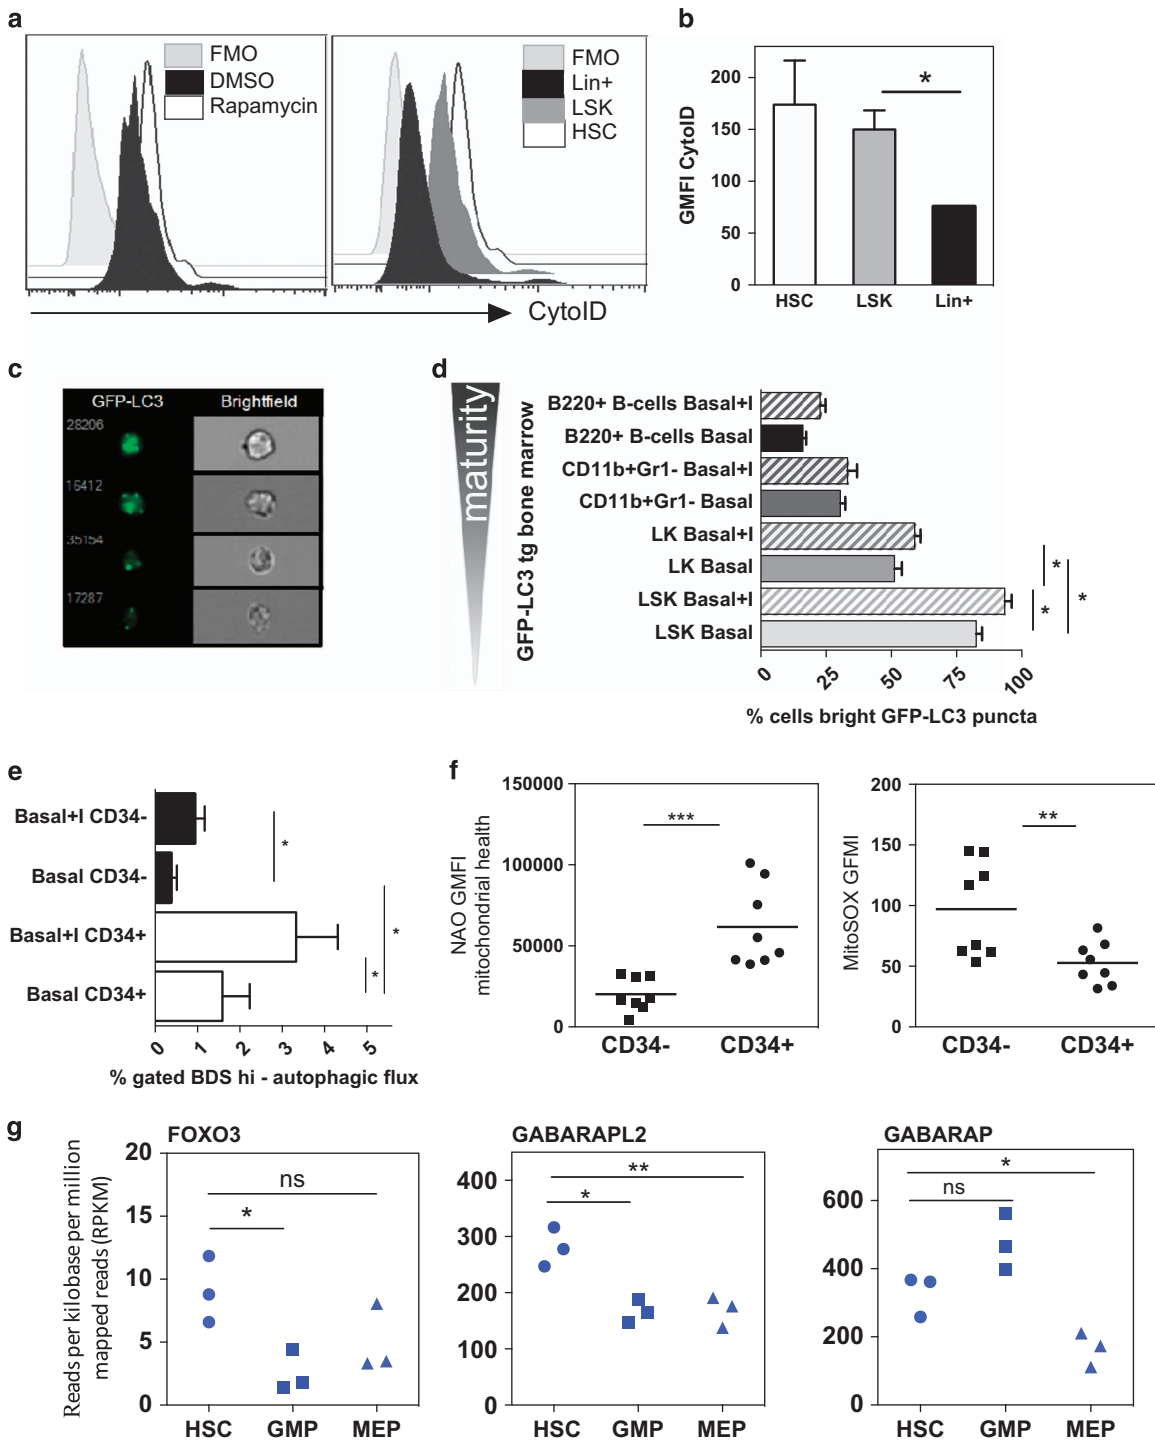 a
FMO
DMSO
Rapamycin
FMO
Lin+
LSK
HSC
CytoID
b
GMFI CytoID
200
150
100
50
0
*
HSC LSK Lin+
c
GFP-LC3 Brightfield
28206
16412
35154
17287
d
maturity
GFP-LC3 tg bone marrow
B220+ B-cells Basal+I
B220+ B-cells Basal
CD11b+Gr1- Basal+I
CD11b+Gr1- Basal
LK Basal+I
LK Basal
LSK Basal+I
LSK Basal
*
*
*
0 25 50 75 100
% cells bright GFP-LC3 puncta
e
Basal+I CD34-
Basal CD34-
Basal+I CD34+
Basal CD34+
*
*
*
0 1 2 3 4 5
% gated BDS hi - autophagic flux
f
NAO GMFI
mitochondrial health
150000
100000
50000
0
***
CD34- CD34+
MitoSOX GFMI
200
150
100
50
0
**
CD34- CD34+
g
Reads per kilobase per million
mapped reads (RPKM)
FOXO3
20
15
10
5
0
ns
*
HSC GMP MEP
GABARAPL2
400
300
200
100
0
**
*
HSC GMP MEP
GABARAP
600
400
200
0
*
ns
HSC GMP MEP